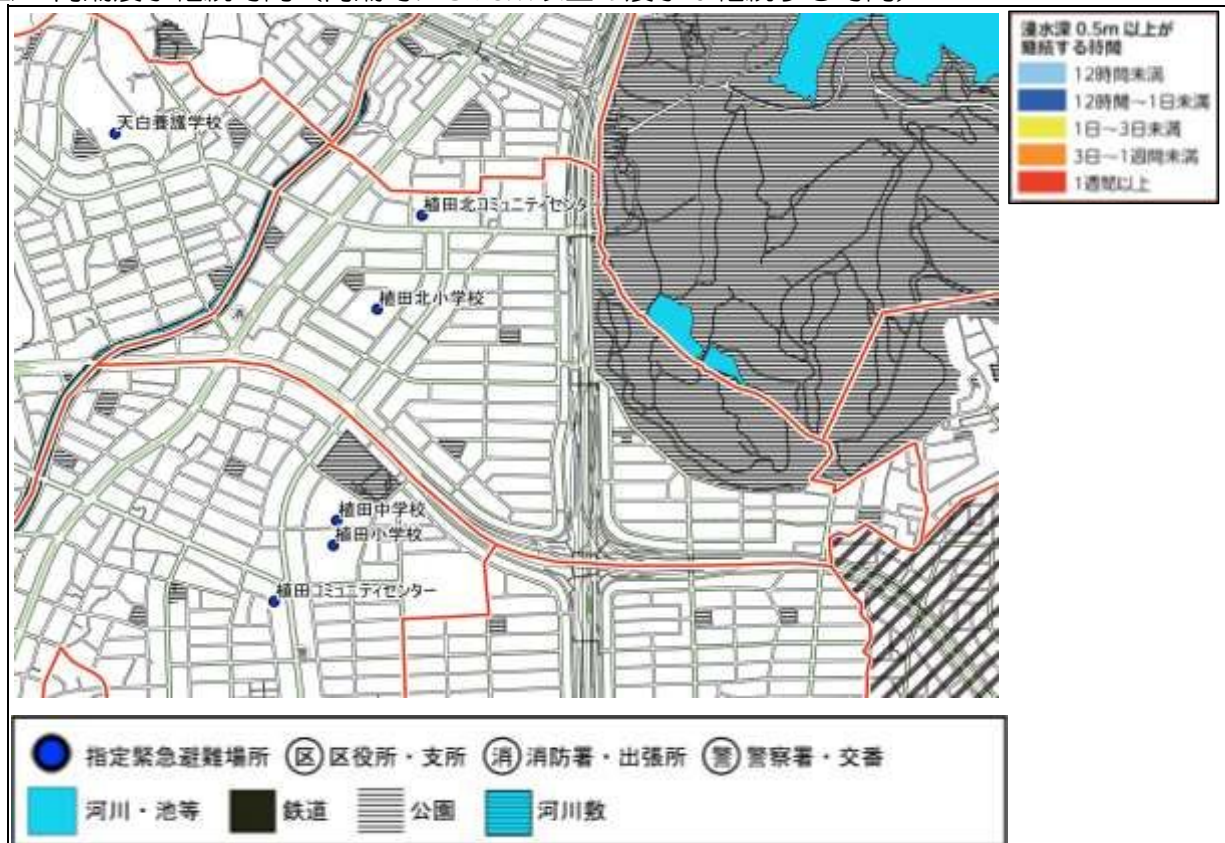 浸水深 0.5m 以上が
継続する時間
12時間未満
12時間～1日未満
1日～3日未満
3日～1週間未満
1週間以上
天白養護学校
植田北コミュニティセンター
植田北小学校
植田中学校
植田小学校
植田コミュニティセンター
指定緊急避難場所 区 区役所・支所 消 消防署・出張所 警 警察署・交番
河川・池等 鉄道 公園 河川敷